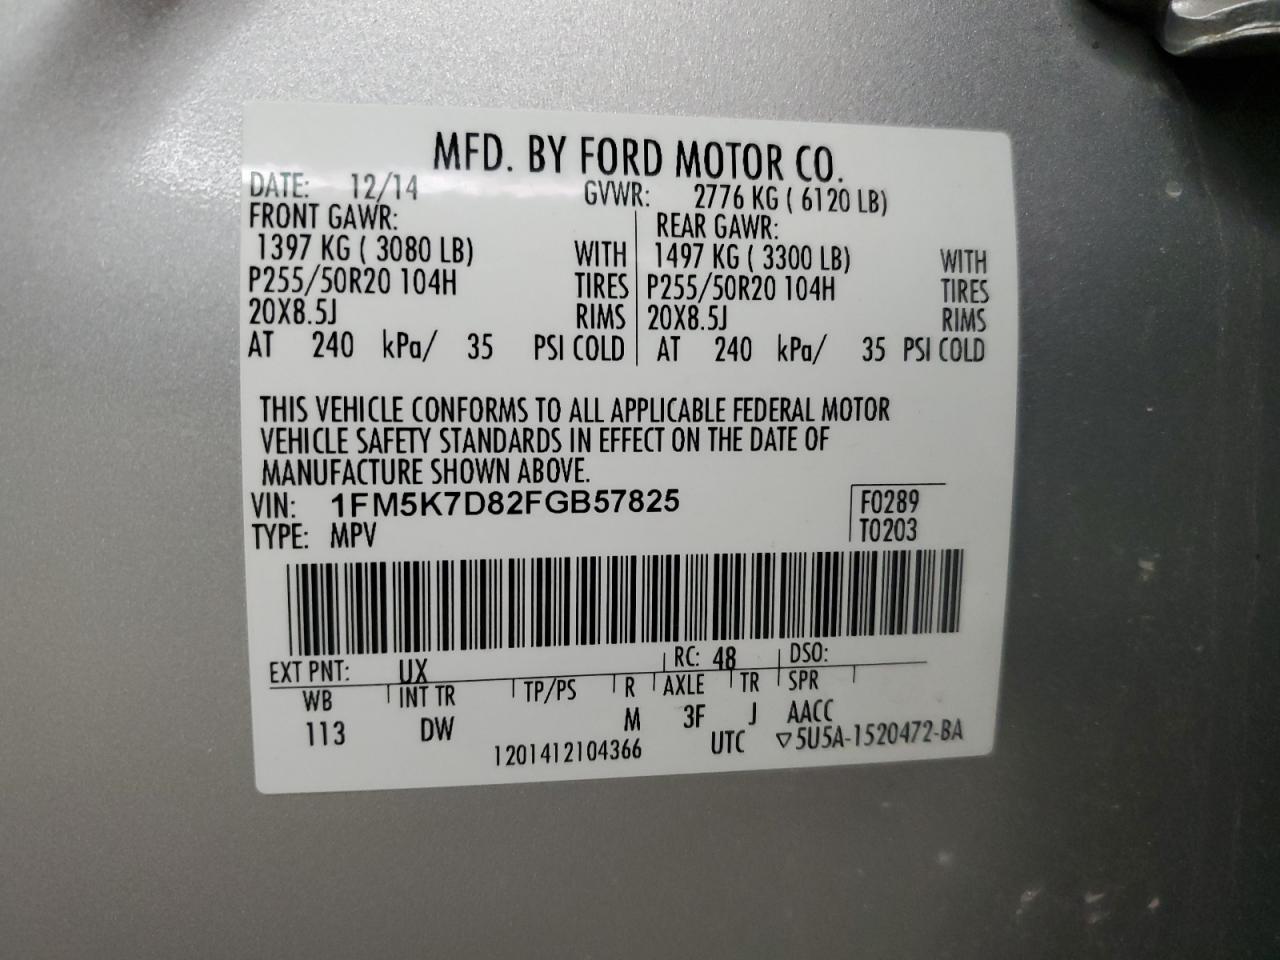 MFD. BY FORD MOTOR CO.
DATE: 12/14 GVWR: 2776 KG ( 6120 LB)
FRONT GAWR: REAR GAWR:
1397 KG ( 3080 LB) WITH 1497 KG ( 3300 LB) WITH
P255/50R20 104H TIRES P255/50R20 104H TIRES
20X8.5J RIMS 20X8.5J RIMS
AT 240 kPa/ 35 PSI COLD AT 240 kPa/ 35 PSI COLD
THIS VEHICLE CONFORMS TO ALL APPLICABLE FEDERAL MOTOR
VEHICLE SAFETY STANDARDS IN EFFECT ON THE DATE OF
MANUFACTURE SHOWN ABOVE.
VIN: 1FM5K7D82FGB57825 F0289
TYPE: MPV T0203
EXT PNT: UX RC: 48 DSO:
WB INT TR TP/PS R AXLE TR SPR
113 DW M 3F J AACC
1201412104366 UTC ▽5U5A-1520472-BA